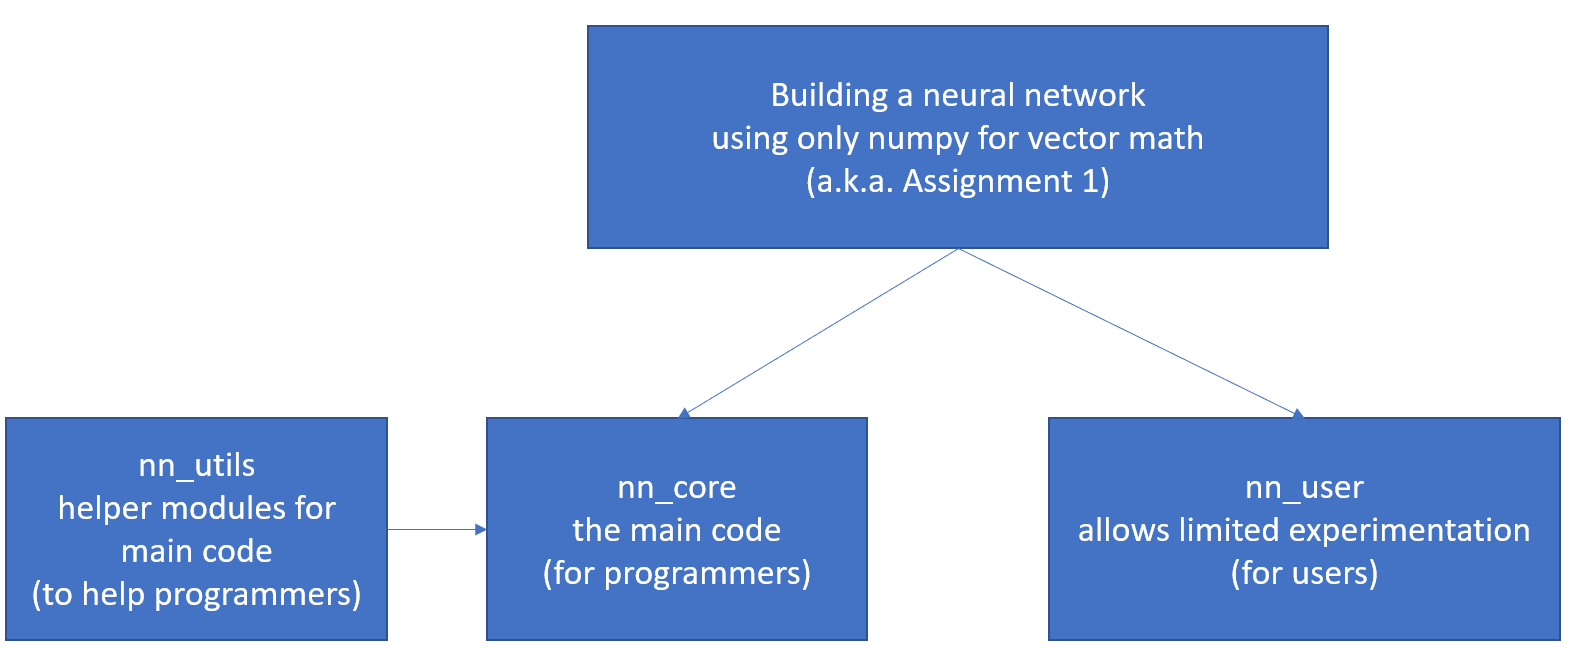 Building a neural network
using only numpy for vector math
(a.k.a. Assignment 1)
nn_utils
helper modules for
main code
(to help programmers)
nn_core
the main code
(for programmers)
nn_user
allows limited experimentation
(for users)